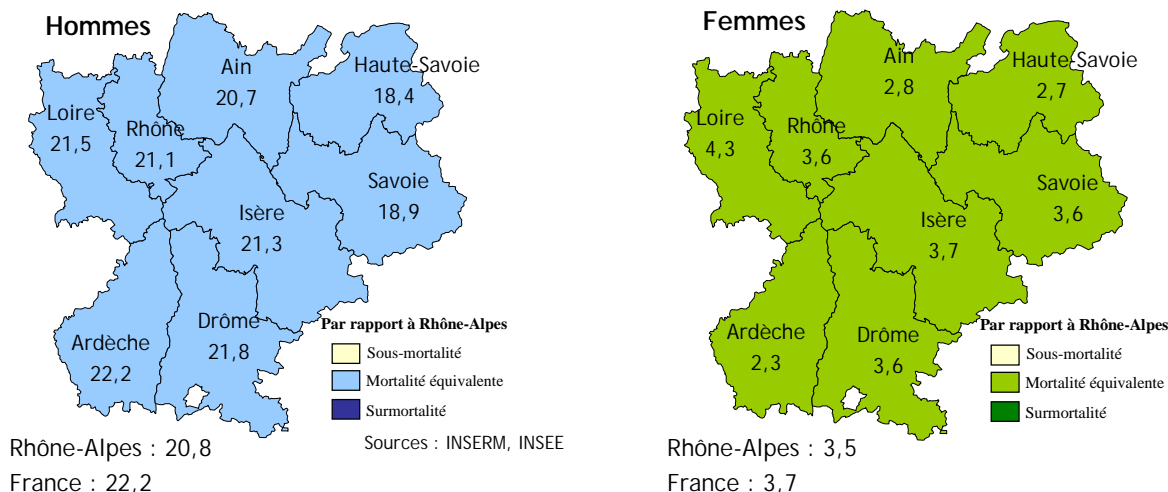 Hommes
Ain
20,7
Haute-Savoie
18,4
Loire
21,5
Rhône
21,1
Savoie
18,9
Isère
21,3
Drôme
21,8
Ardèche
22,2
Par rapport à Rhône-Alpes
Sous-mortalité
Mortalité équivalente
Surmortalité
Sources : INSERM, INSEE
Rhône-Alpes : 20,8
France : 22,2
Femmes
Ain
2,8
Haute-Savoie
2,7
Loire
4,3
Rhône
3,6
Savoie
3,6
Isère
3,7
Ardèche
2,3
Drôme
3,6
Par rapport à Rhône-Alpes
Sous-mortalité
Mortalité équivalente
Surmortalité
Rhône-Alpes : 3,5
France : 3,7